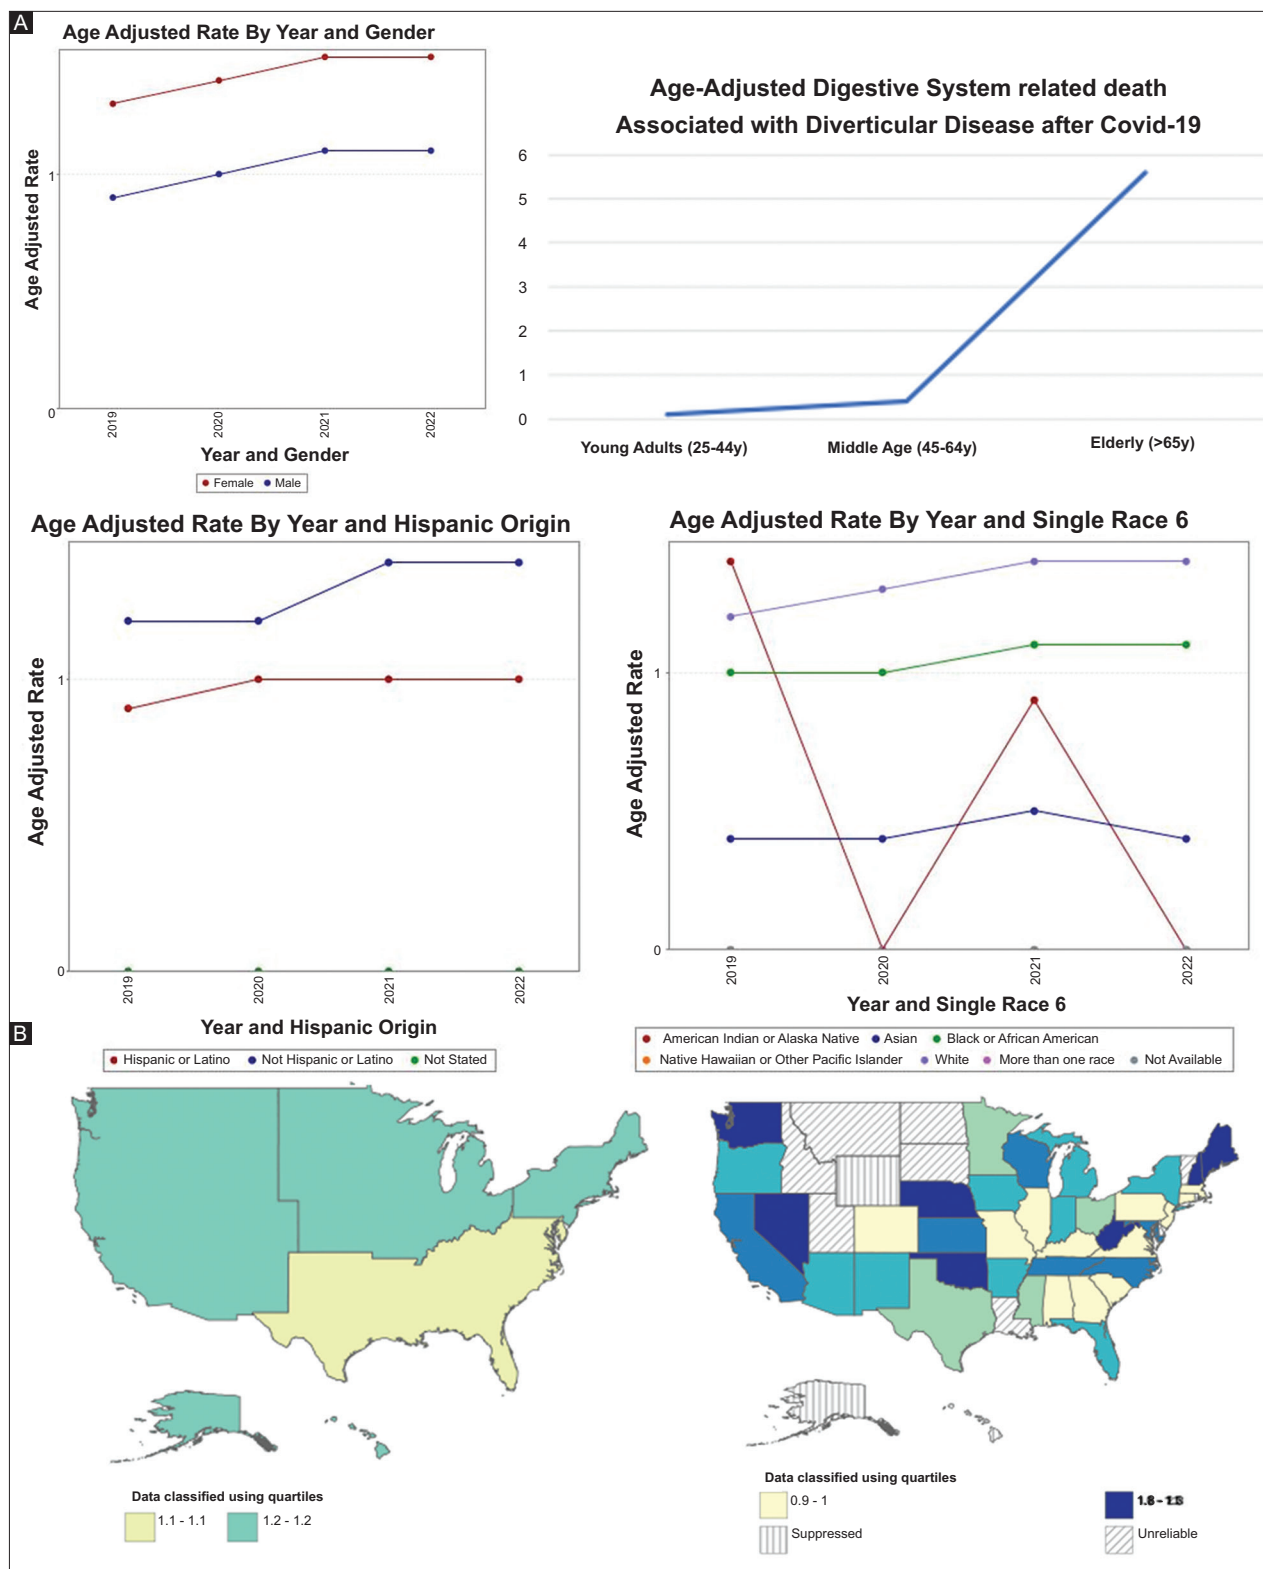 A
Age Adjusted Rate By Year and Gender
Age Adjusted Rate
1
0
2019
2020
2021
2022
Year and Gender
Female
Male
Age-Adjusted Digestive System related death
Associated with Diverticular Disease after Covid-19
6
5
4
3
2
1
0
Young Adults (25-44y)
Middle Age (45-64y)
Elderly (>65y)
Age Adjusted Rate By Year and Hispanic Origin
Age Adjusted Rate
1
0
2019
2020
2021
2022
Year and Hispanic Origin
Hispanic or Latino
Not Hispanic or Latino
Not Stated
Age Adjusted Rate By Year and Single Race 6
Age Adjusted Rate
1
0
2019
2020
2021
2022
Year and Single Race 6
American Indian or Alaska Native
Asian
Black or African American
Native Hawaiian or Other Pacific Islander
White
More than one race
Not Available
B
Data classified using quartiles
1.1 - 1.1
1.2 - 1.2
Data classified using quartiles
0.9 - 1
Suppressed
Unreliable